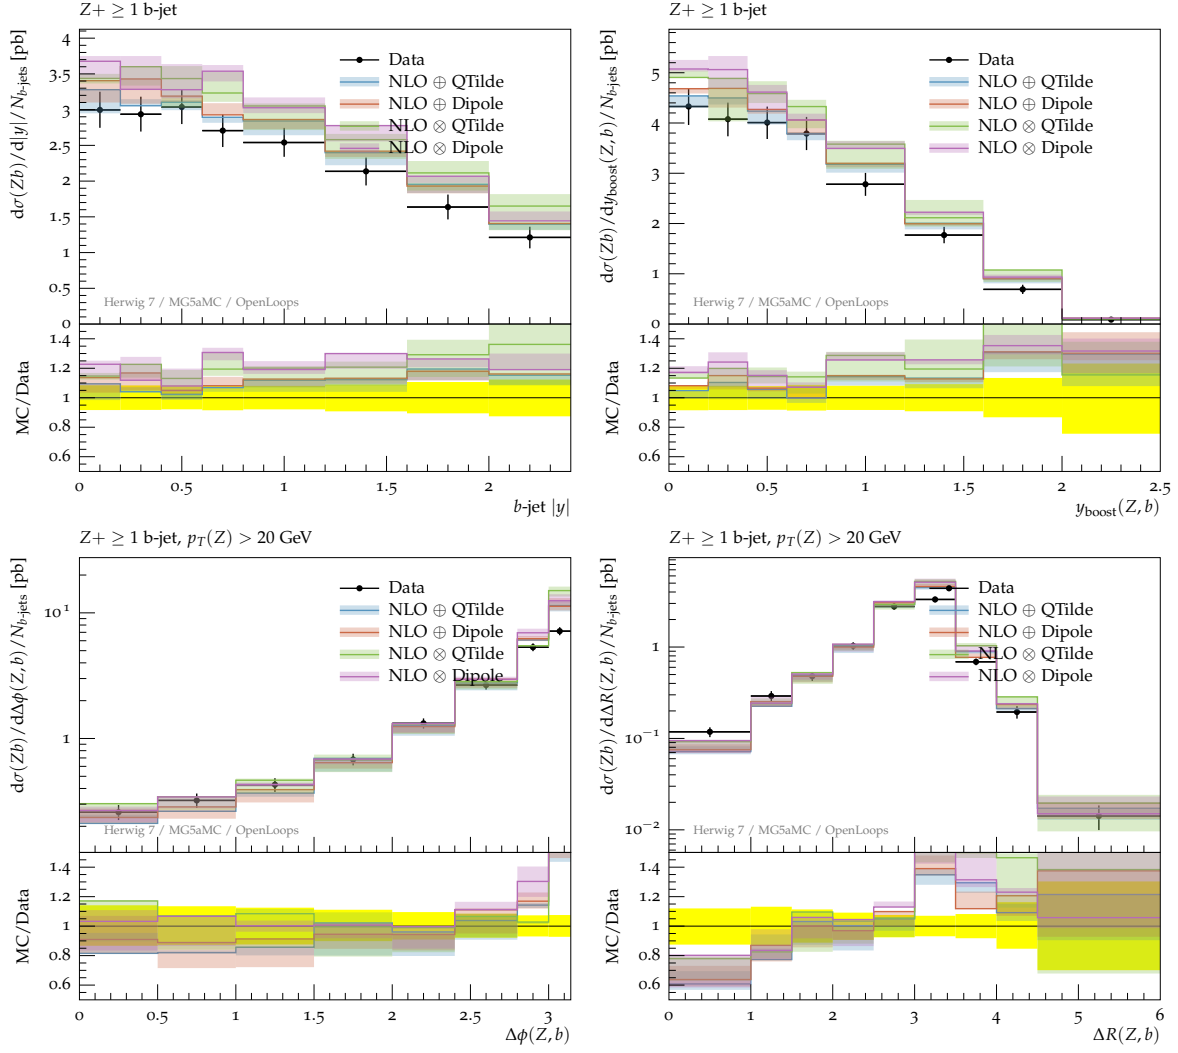 Z+ ≥ 1 b-jet
dσ(Zb)/d|y|/N_b-jets [pb]
4
3.5
3
2.5
2
1.5
1
0.5
0
Data
NLO ⊕ QTilde
NLO ⊕ Dipole
NLO ⊗ QTilde
NLO ⊗ Dipole
Herwig 7 / MG5aMC / OpenLoops
MC/Data
1.4
1.2
1
0.8
0.6
0 0.5 1 1.5 2
b-jet |y|
Z+ ≥ 1 b-jet
dσ(Zb)/dy_boost(Z, b)/N_b-jets [pb]
5
4
3
2
1
0
Data
NLO ⊕ QTilde
NLO ⊕ Dipole
NLO ⊗ QTilde
NLO ⊗ Dipole
Herwig 7 / MG5aMC / OpenLoops
MC/Data
1.4
1.2
1
0.8
0.6
0 0.5 1 1.5 2 2.5
y_boost(Z, b)
Z+ ≥ 1 b-jet, p_T(Z) > 20 GeV
dσ(Zb)/dΔϕ(Z, b)/N_b-jets [pb]
10^1
1
Data
NLO ⊕ QTilde
NLO ⊕ Dipole
NLO ⊗ QTilde
NLO ⊗ Dipole
Herwig 7 / MG5aMC / OpenLoops
MC/Data
1.4
1.2
1
0.8
0.6
0 0.5 1 1.5 2 2.5 3
Δϕ(Z, b)
Z+ ≥ 1 b-jet, p_T(Z) > 20 GeV
dσ(Zb)/dΔR(Z, b)/N_b-jets [pb]
1
10^−1
10^−2
Data
NLO ⊕ QTilde
NLO ⊕ Dipole
NLO ⊗ QTilde
NLO ⊗ Dipole
Herwig 7 / MG5aMC / OpenLoops
MC/Data
1.4
1.2
1
0.8
0.6
0 1 2 3 4 5 6
ΔR(Z, b)